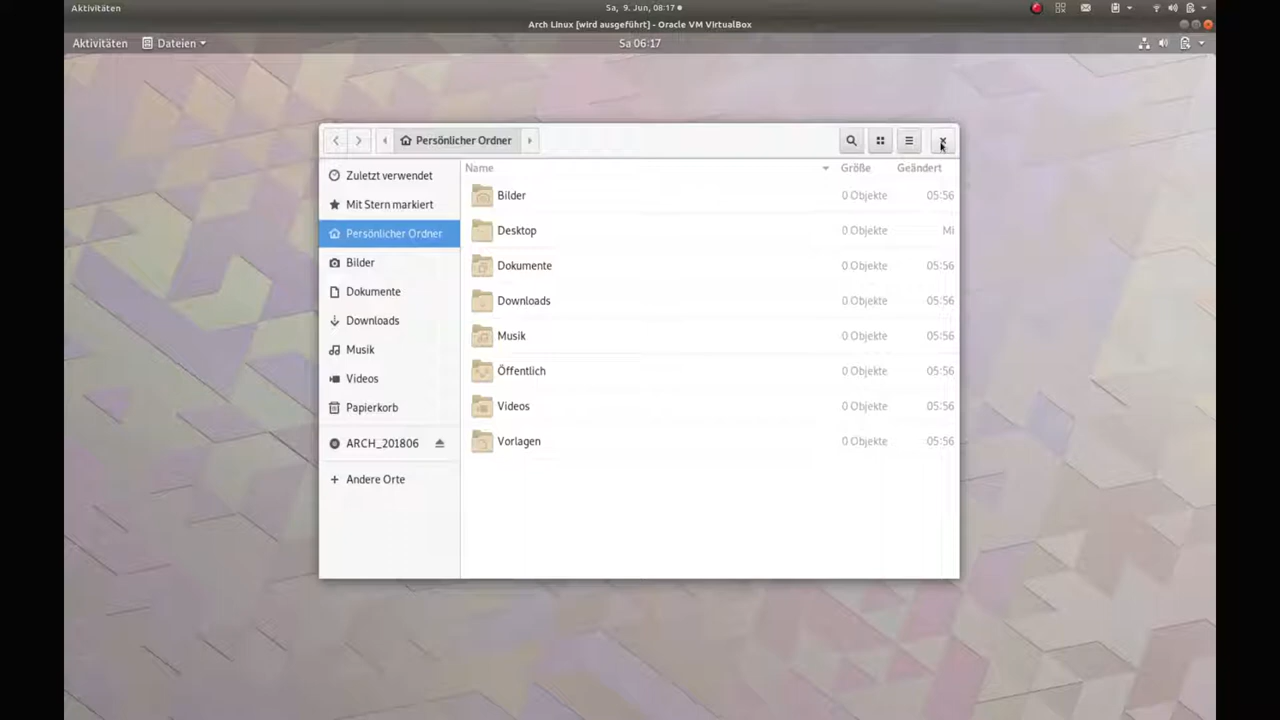 Aktivitäten Sa, 9. Jun, 08:17
Arch Linux [wird ausgeführt] - Oracle VM VirtualBox
Aktivitäten Dateien Sa 06:17
Persönlicher Ordner
Name Größe Geändert
Zuletzt verwendet
Mit Stern markiert
Persönlicher Ordner
Bilder
Dokumente
Downloads
Musik
Videos
Papierkorb
ARCH_201806
+ Andere Orte
Bilder 0 Objekte 05:56
Desktop 0 Objekte Mi
Dokumente 0 Objekte 05:56
Downloads 0 Objekte 05:56
Musik 0 Objekte 05:56
Öffentlich 0 Objekte 05:56
Videos 0 Objekte 05:56
Vorlagen 0 Objekte 05:56